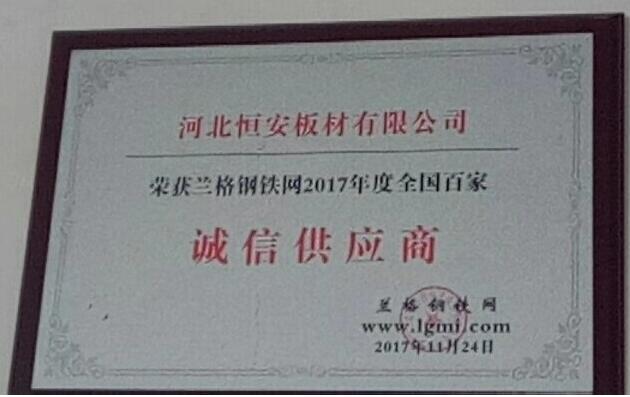 河北恒安板材有限公司
荣获兰格钢铁网2017年度全国百家
诚信供应商
兰格钢铁网
www.lgmi.com
2017年11月24日